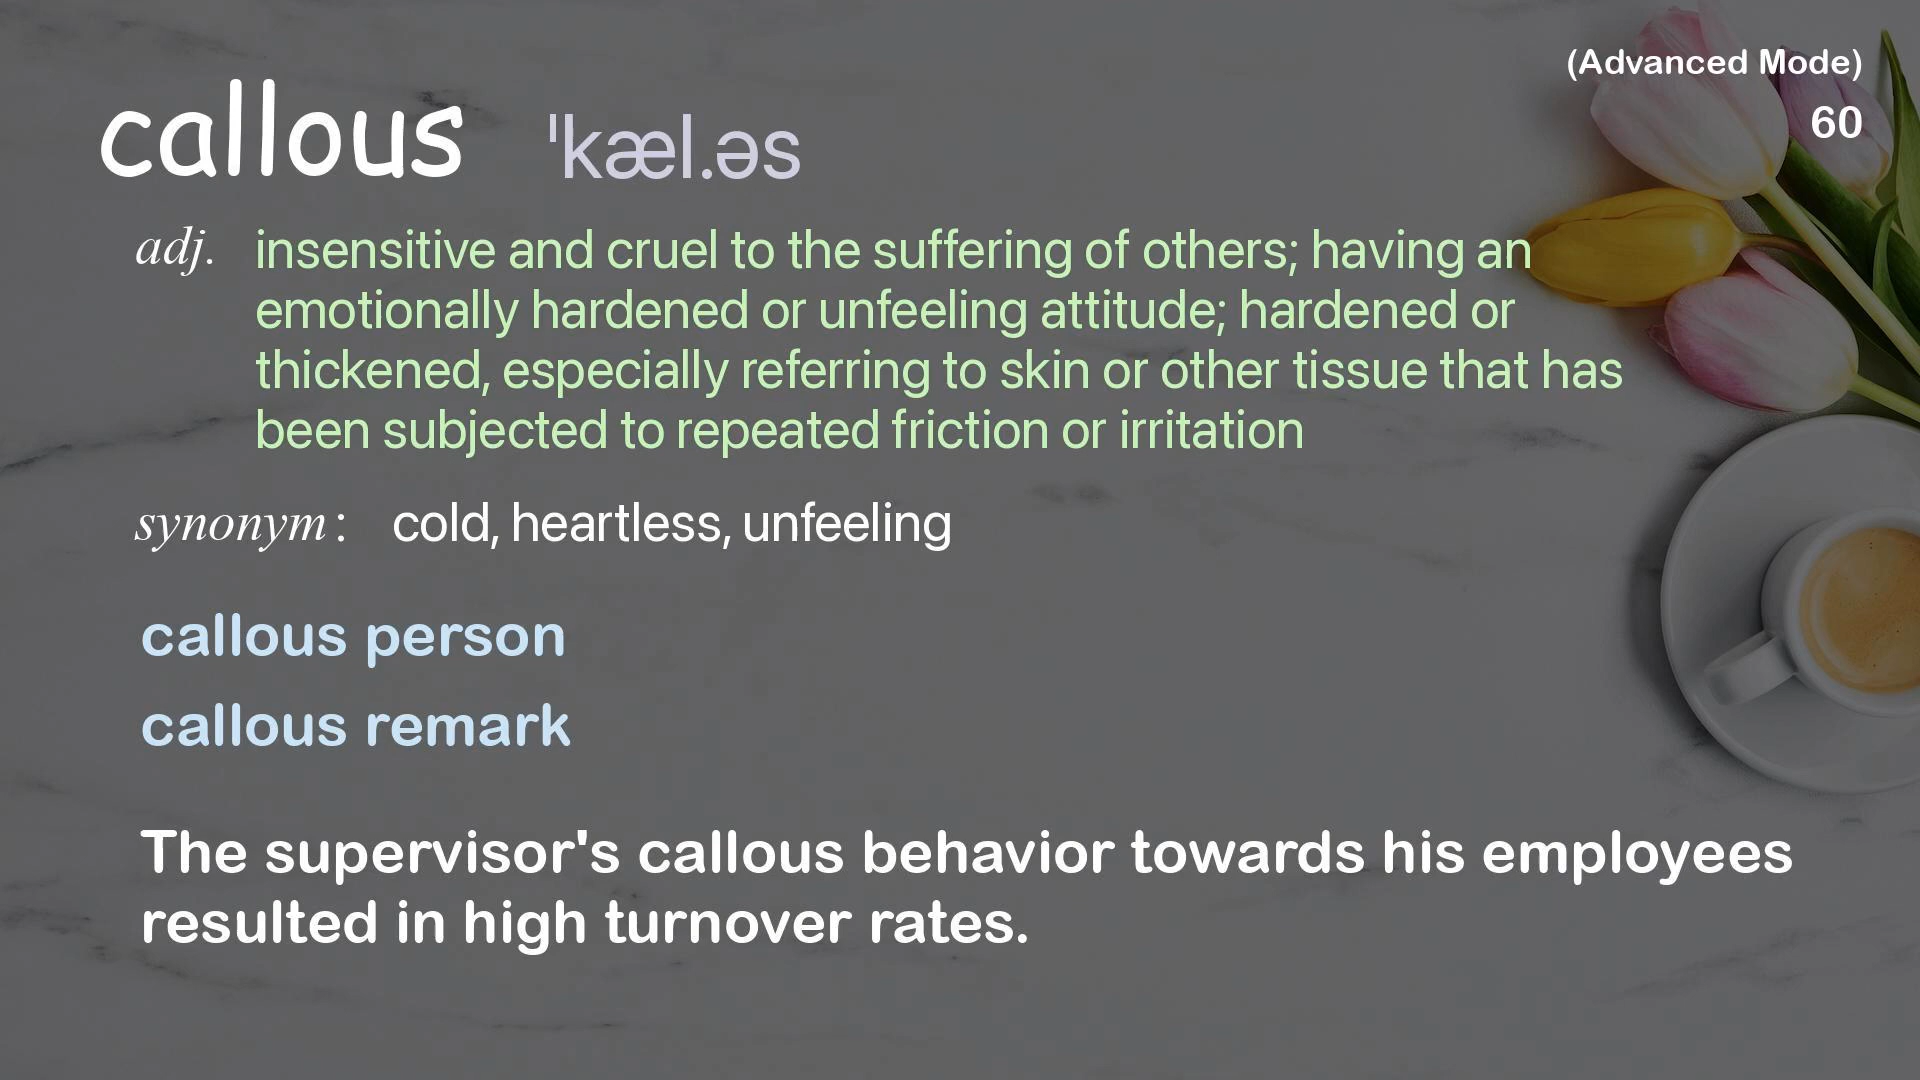 (Advanced Mode)
60
callous ˈkæl.əs
adj. insensitive and cruel to the suffering of others; having an
emotionally hardened or unfeeling attitude; hardened or
thickened, especially referring to skin or other tissue that has
been subjected to repeated friction or irritation
synonym: cold, heartless, unfeeling
callous person
callous remark
The supervisor's callous behavior towards his employees
resulted in high turnover rates.